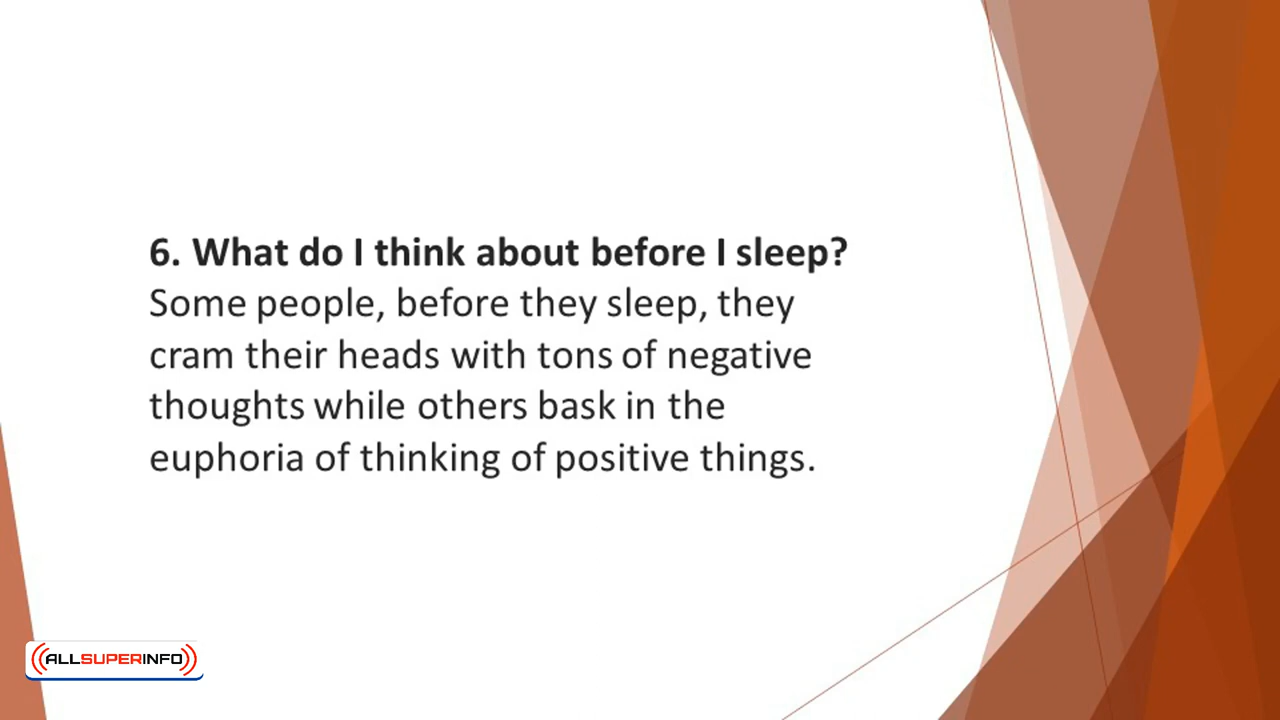 6. What do I think about before I sleep?
Some people, before they sleep, they
cram their heads with tons of negative
thoughts while others bask in the
euphoria of thinking of positive things.
ALLSUPERINFO